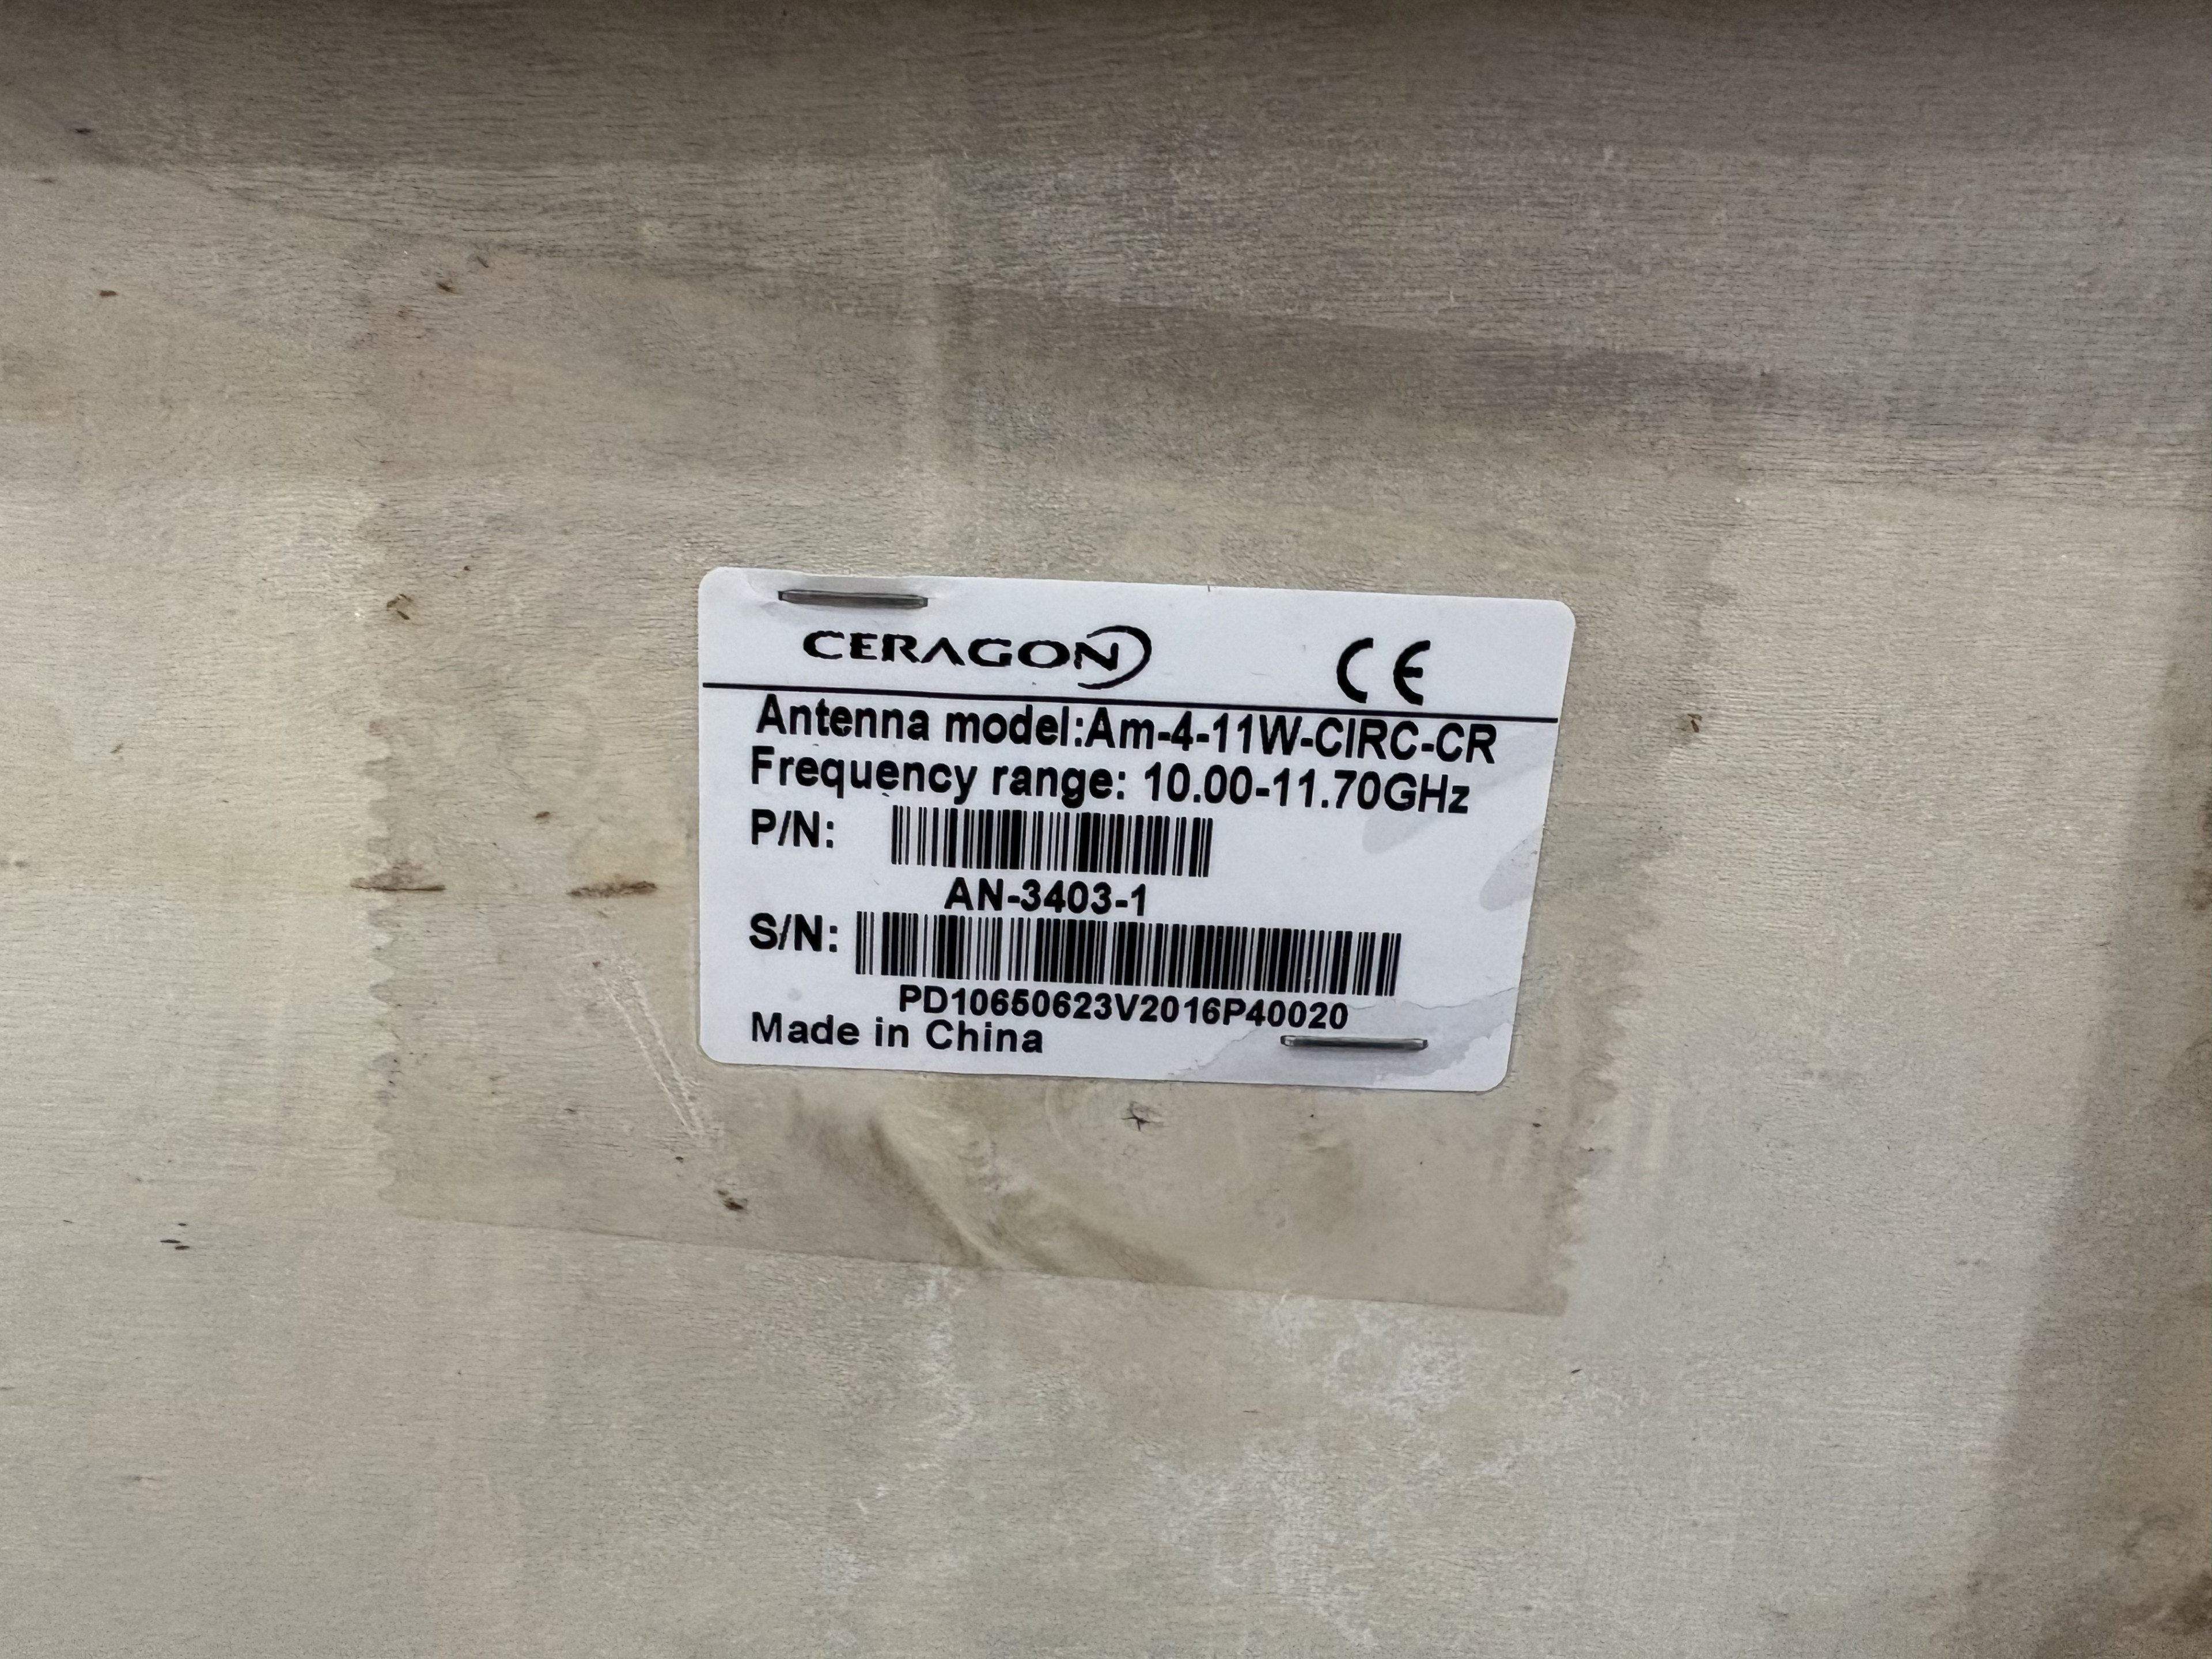 CERAGON CE
Antenna model:Am-4-11W-CIRC-CR
Frequency range: 10.00-11.70GHz
P/N:
AN-3403-1
S/N:
PD10650623V2016P40020
Made in China